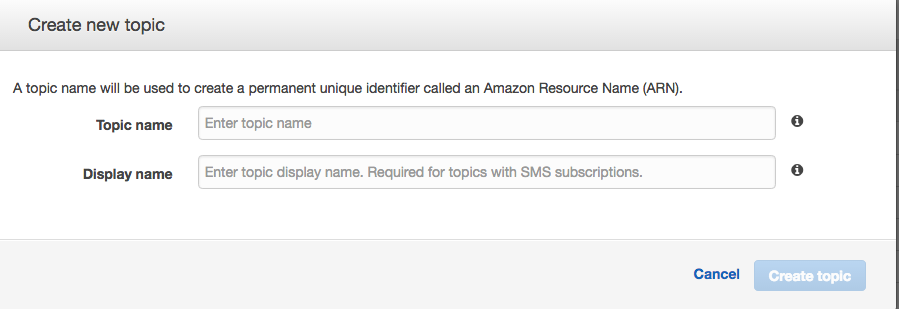 Create new topic
A topic name will be used to create a permanent unique identifier called an Amazon Resource Name (ARN).
Topic name Enter topic name
Display name Enter topic display name. Required for topics with SMS subscriptions.
Cancel Create topic